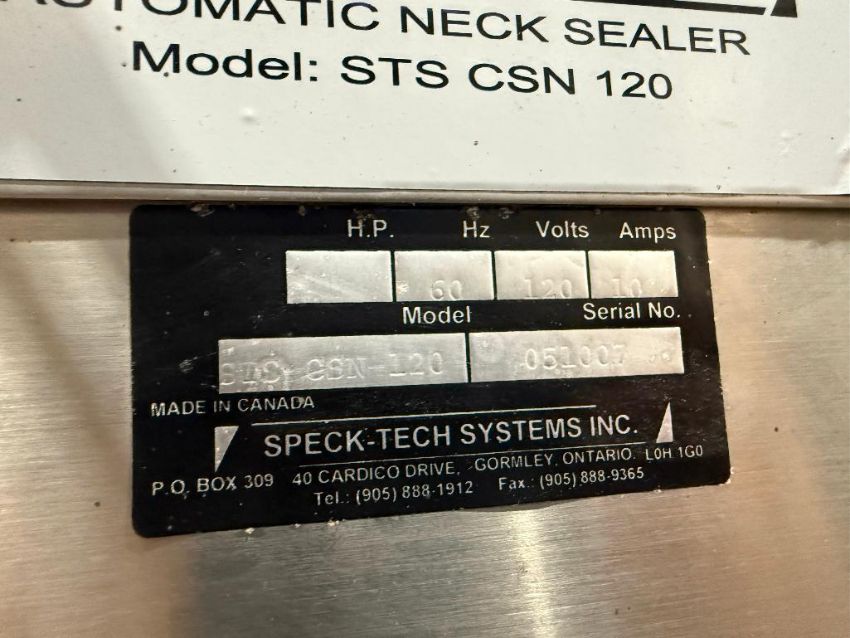 AUTOMATIC NECK SEALER
Model: STS CSN 120
H.P. Hz Volts Amps
60 120 10
Model Serial No.
STS CSN-120 051007
MADE IN CANADA
SPECK-TECH SYSTEMS INC.
P.O. BOX 309 40 CARDICO DRIVE, GORMLEY, ONTARIO. L0H 1G0
Tel.: (905) 888-1912 Fax.: (905) 888-9365